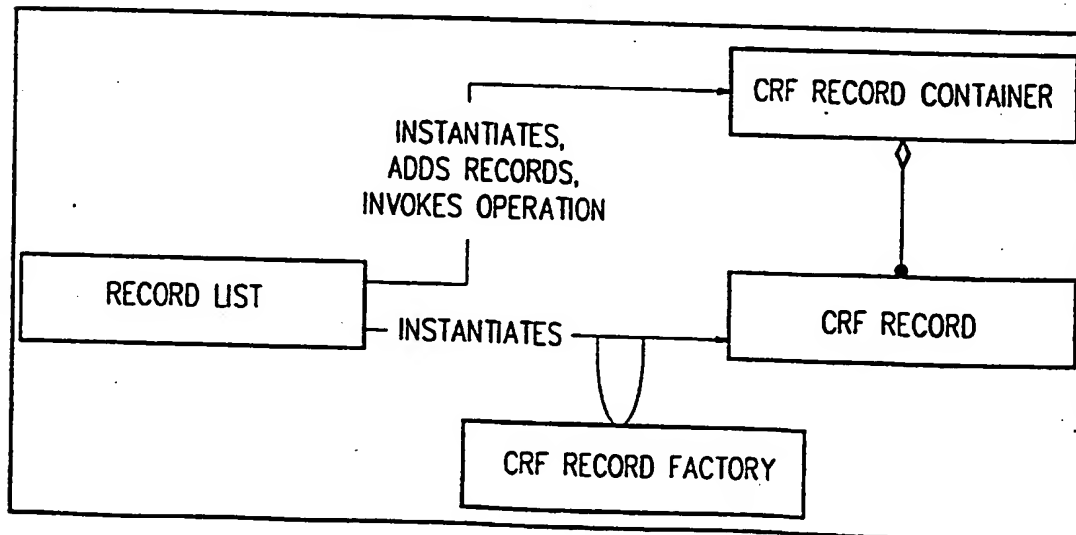 CRF RECORD CONTAINER
INSTANTIATES,
ADDS RECORDS,
INVOKES OPERATION
RECORD LIST
INSTANTIATES
CRF RECORD
CRF RECORD FACTORY